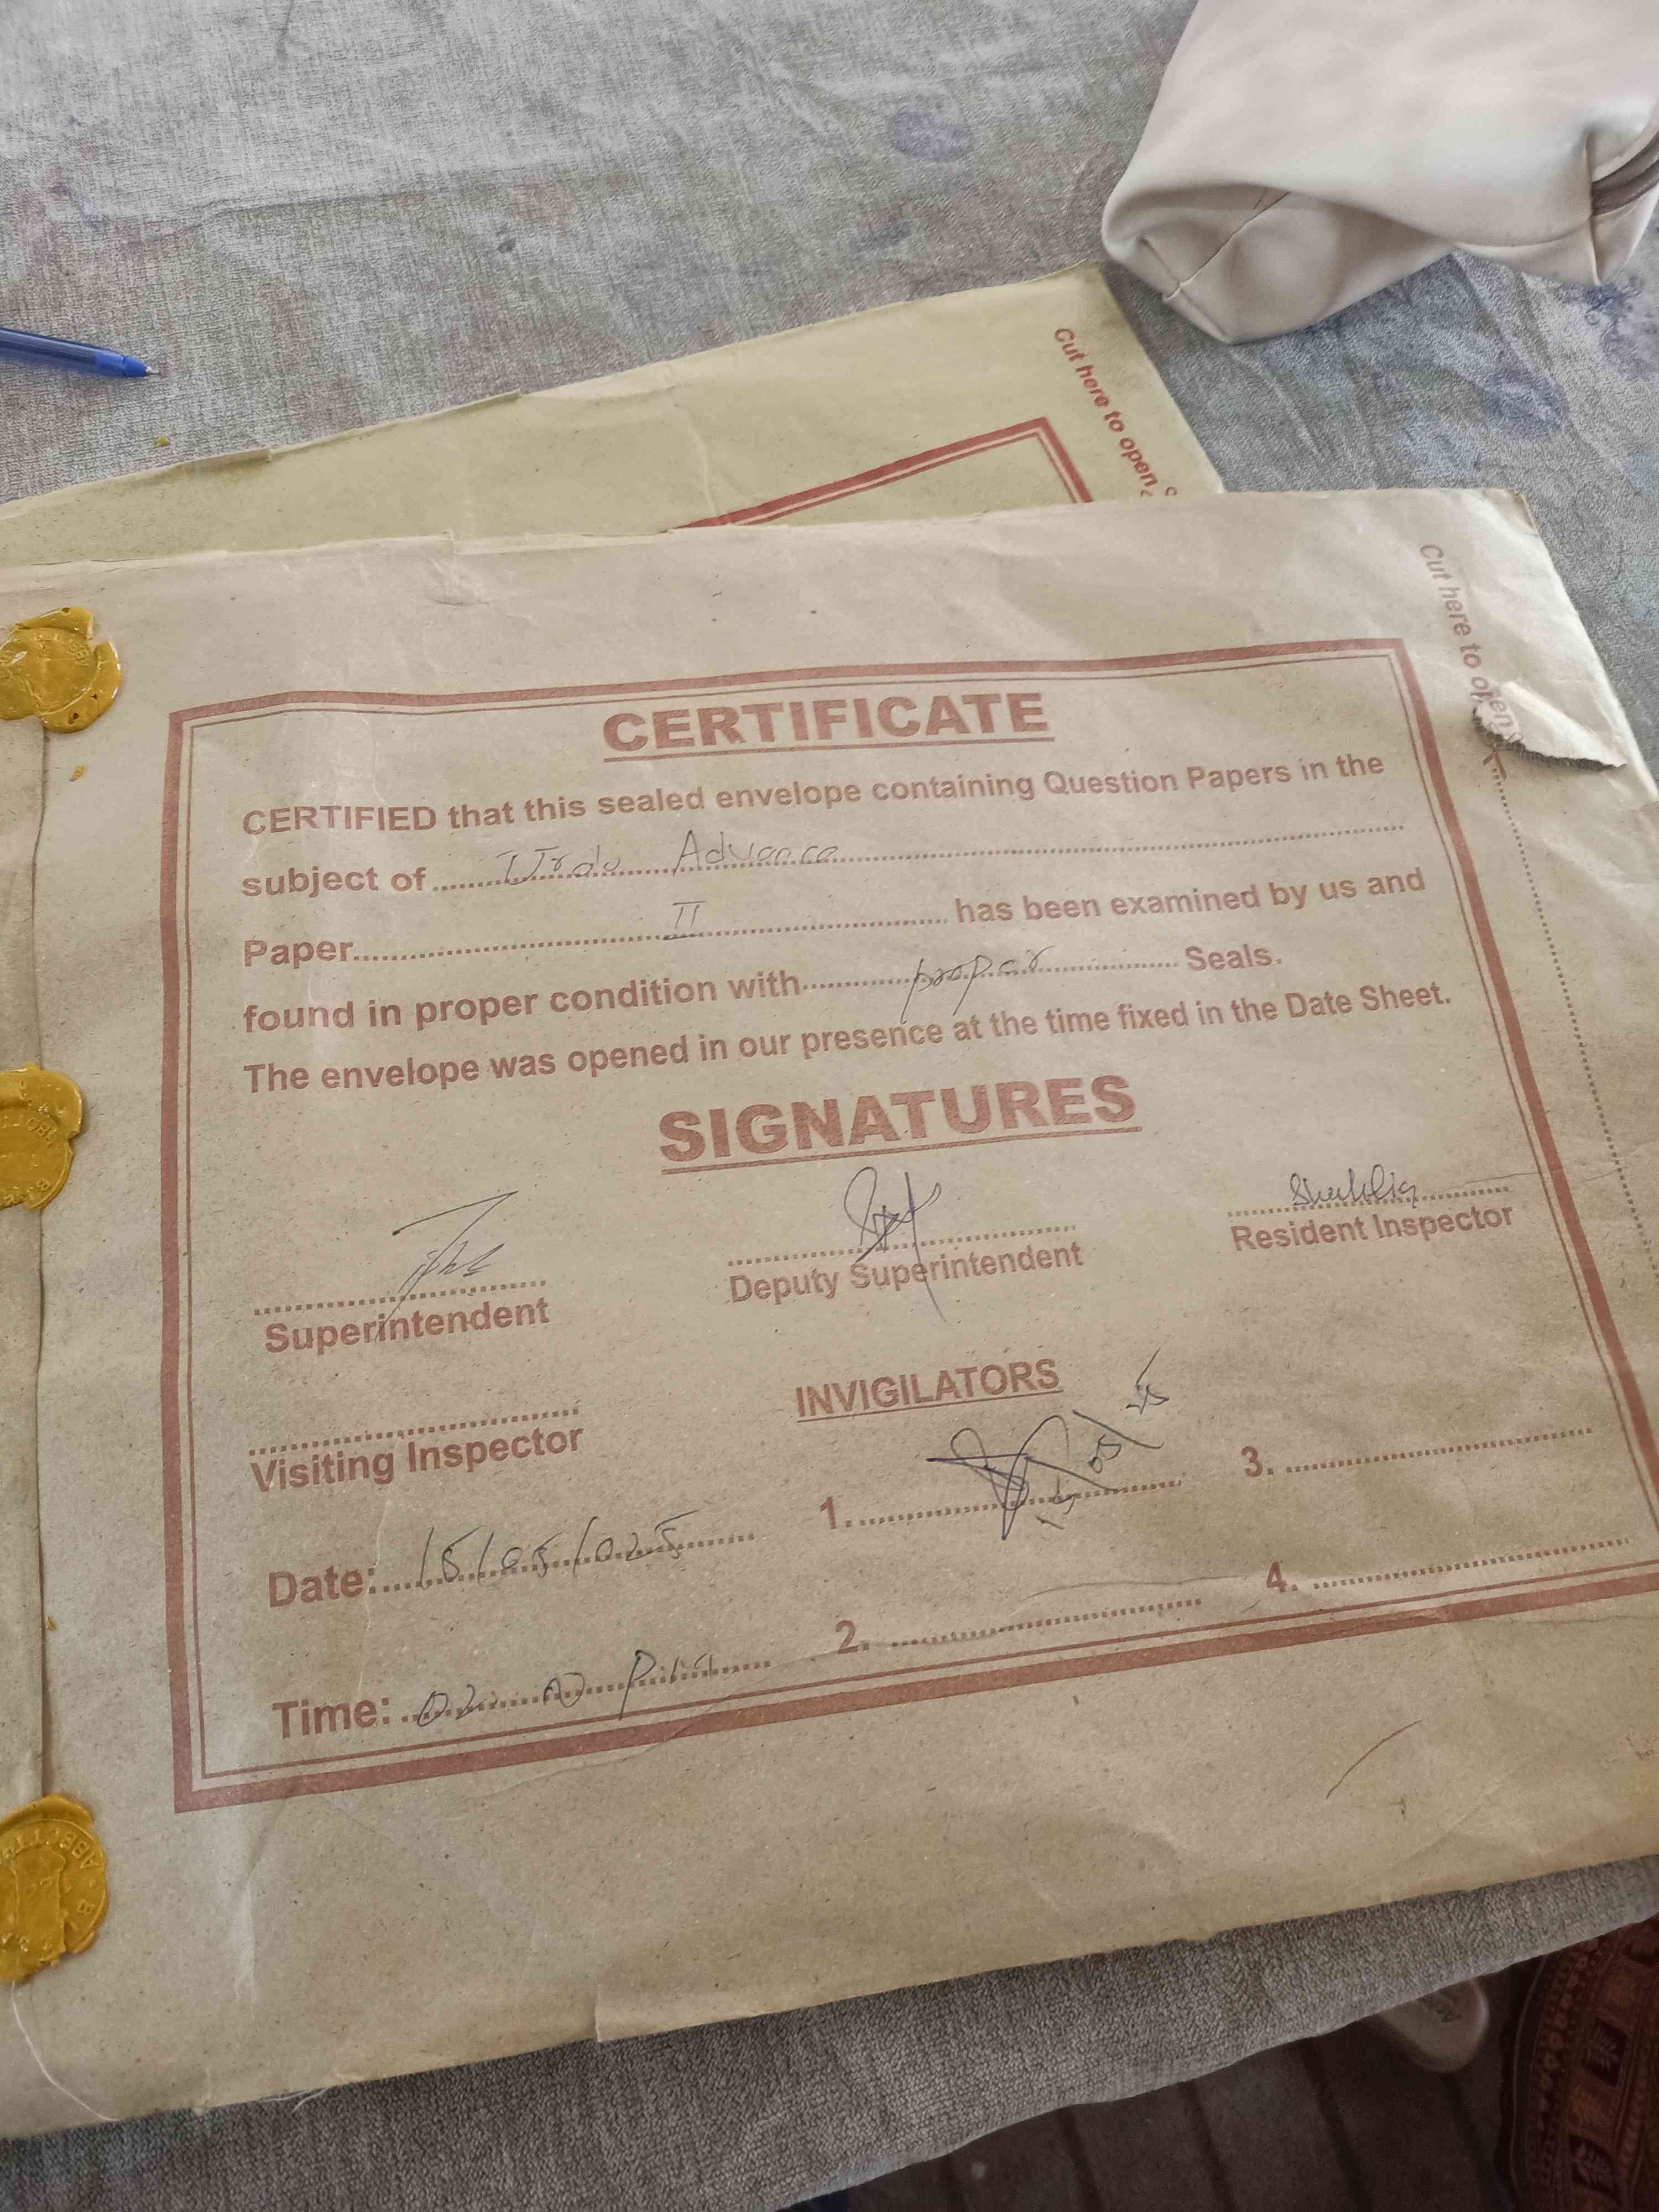 Cut here to open
Cut here to open
CERTIFICATE
CERTIFIED that this sealed envelope containing Question Papers in the
subject of Urdu Advance
Paper II has been examined by us and
found in proper condition with proper Seals.
The envelope was opened in our presence at the time fixed in the Date Sheet.
SIGNATURES
Superintendent
Deputy Superintendent
Resident Inspector
Visiting Inspector
INVIGILATORS
1. 15/05/25
3.
Date: 15/05/025
2.
4.
Time: 02